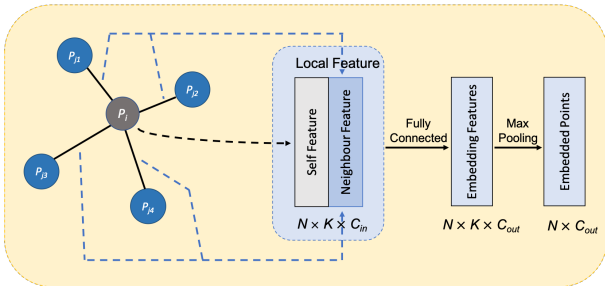 P_{j1}
P_{j2}
P_i
P_{j3}
P_{j4}
Local Feature
Self Feature
Neighbour Feature
N × K × C_{in}
Fully
Connected
Embedding Features
N × K × C_{out}
Max
Pooling
Embedded Points
N × C_{out}